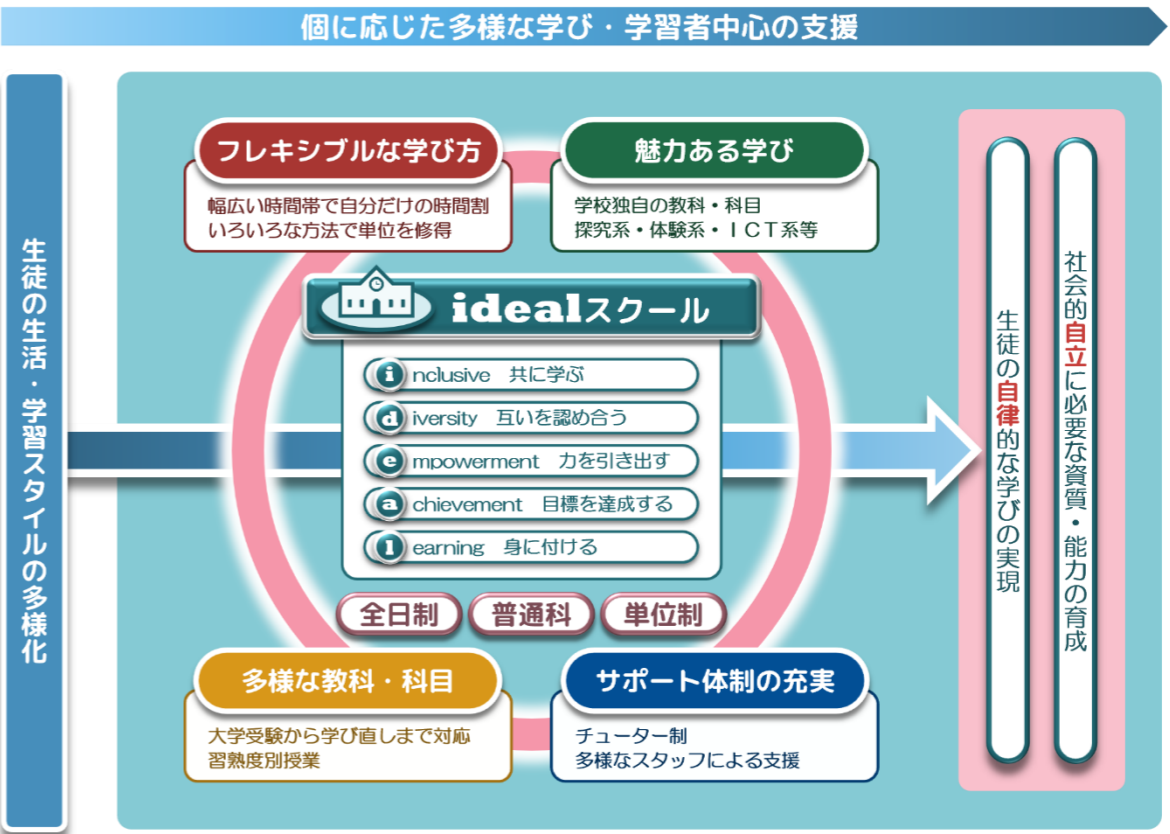 個に応じた多様な学び・学習者中心の支援
生徒の生活・学習スタイルの多様化
フレキシブルな学び方
幅広い時間帯で自分だけの時間割
いろいろな方法で単位を修得
魅力ある学び
学校独自の教科・科目
探究系・体験系・ICT系等
idealスクール
inclusive 共に学ぶ
diversity 互いを認め合う
empowerment 力を引き出す
achievement 目標を達成する
learning 身に付ける
全日制 普通科 単位制
多様な教科・科目
大学受験から学び直しまで対応
習熟度別授業
サポート体制の充実
チューター制
多様なスタッフによる支援
生徒の自律的な学びの実現
社会的自立に必要な資質・能力の育成